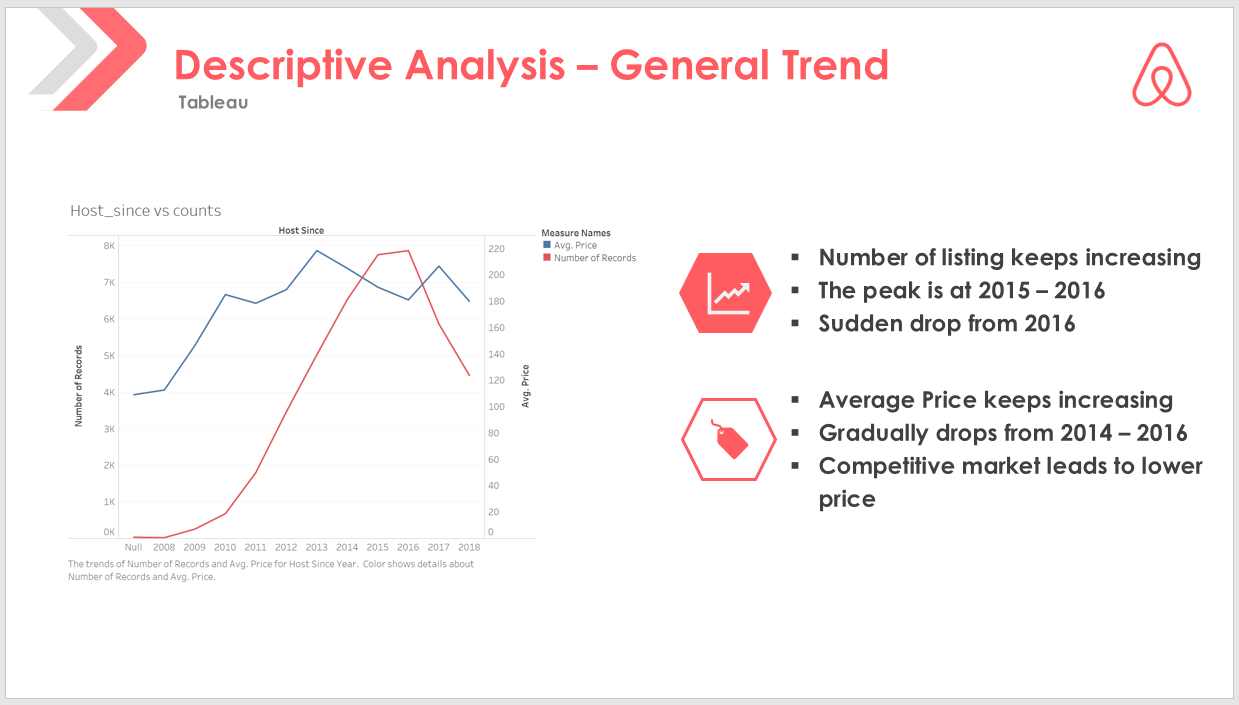 Descriptive Analysis – General Trend
Tableau
Host_since vs counts
Host Since
Measure Names
Avg. Price
Number of Records
Number of Records
8K
7K
6K
5K
4K
3K
2K
1K
0K
220
200
180
160
140
120
100
80
60
40
20
0
Avg. Price
Null 2008 2009 2010 2011 2012 2013 2014 2015 2016 2017 2018
The trends of Number of Records and Avg. Price for Host Since Year. Color shows details about
Number of Records and Avg. Price.
▪ Number of listing keeps increasing
▪ The peak is at 2015 – 2016
▪ Sudden drop from 2016
▪ Average Price keeps increasing
▪ Gradually drops from 2014 – 2016
▪ Competitive market leads to lower
price